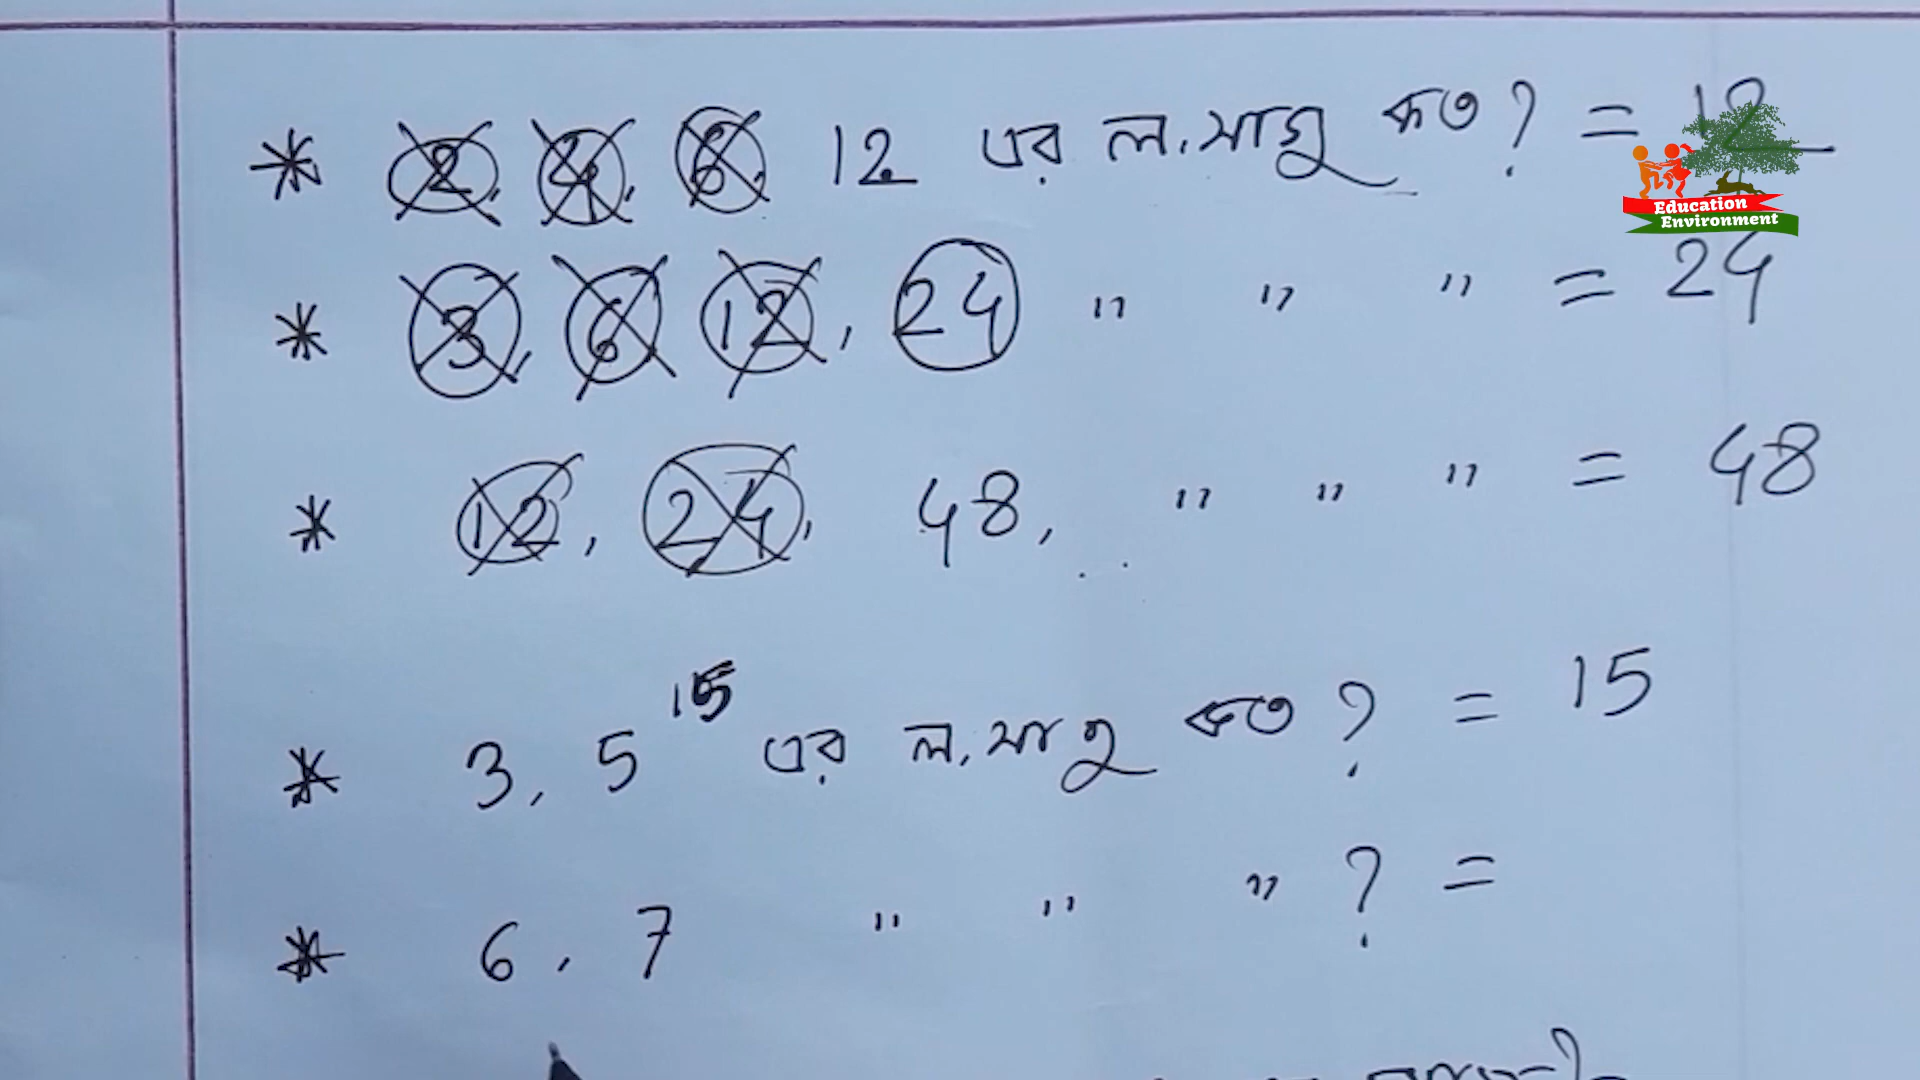 * 2, 4, 6, 12 এর ল.সাগু কত? = 12
Education
Environment
* 3, 6, 12, 24 " " " = 24
* 12, 24, 48, " " " = 48
* 3, 5 15 এর ল.সাগু কত? = 15
* 6, 7 " " " ? =